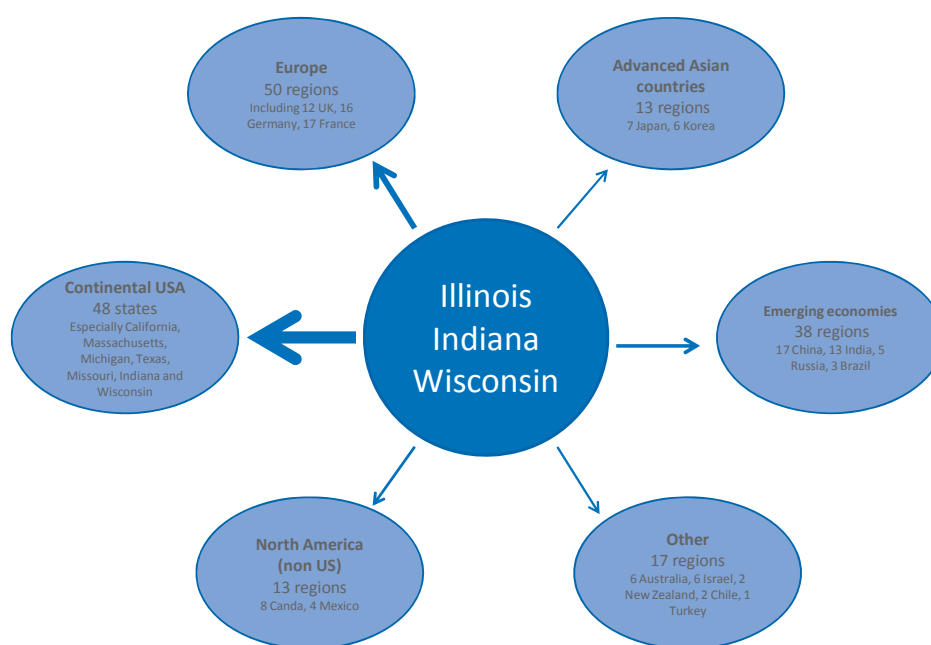 Europe
50 regions
Including 12 UK, 16
Germany, 17 France
Advanced Asian
countries
13 regions
7 Japan, 6 Korea
Continental USA
48 states
Especially California,
Massachusetts,
Michigan, Texas,
Missouri, Indiana and
Wisconsin
Illinois
Indiana
Wisconsin
Emerging economies
38 regions
17 China, 13 India, 5
Russia, 3 Brazil
North America
(non US)
13 regions
8 Canda, 4 Mexico
Other
17 regions
6 Australia, 6 Israel, 2
New Zealand, 2 Chile, 1
Turkey